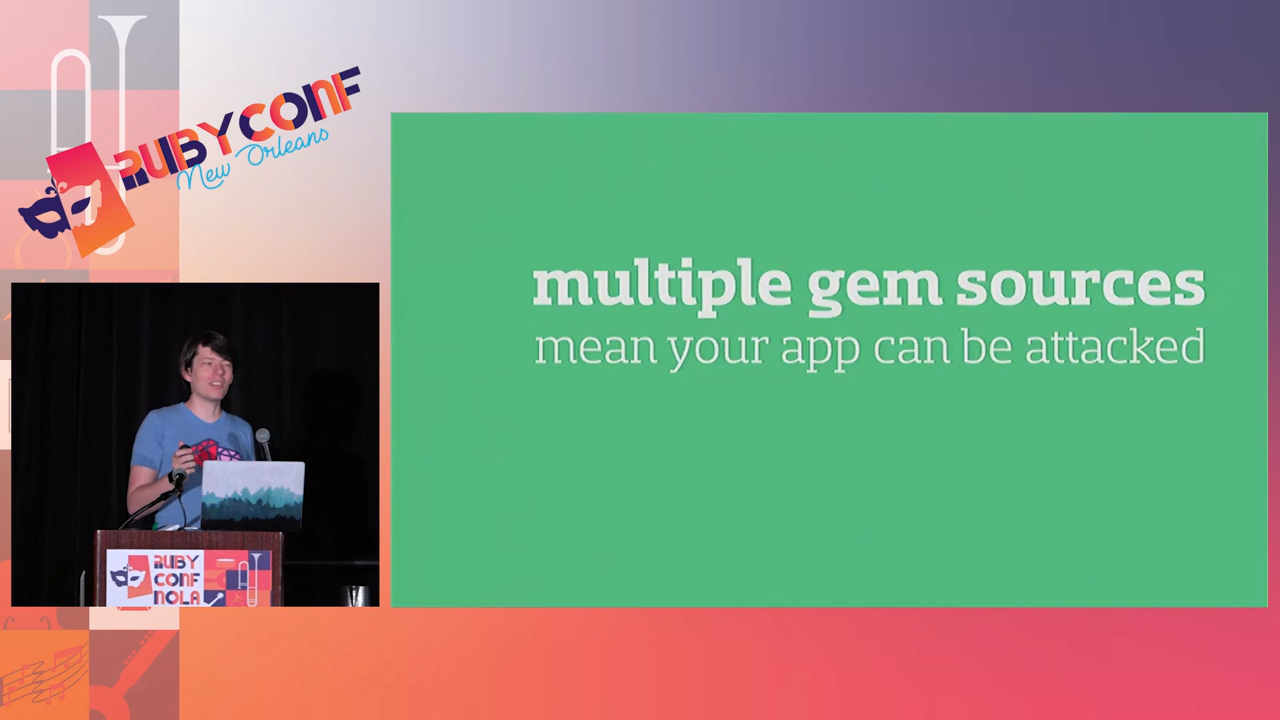 RUBYCONF
New Orleans
multiple gem sources
mean your app can be attacked
RUBY
CONF
NOLA